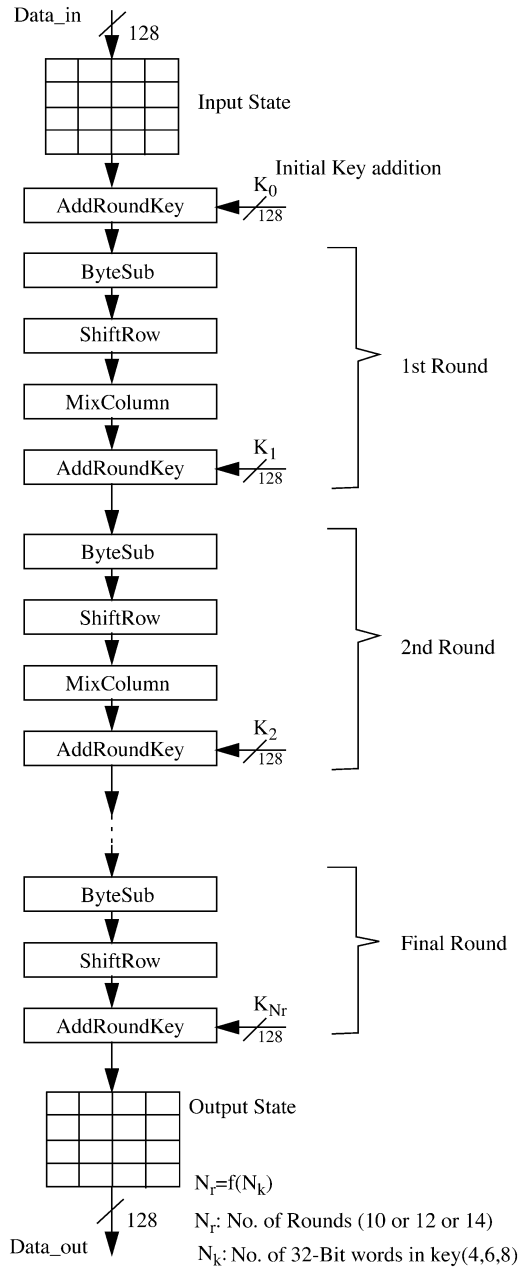 Data_in
128
Input State
Initial Key addition
K0
AddRoundKey
128
ByteSub
ShiftRow
1st Round
MixColumn
K1
AddRoundKey
128
ByteSub
ShiftRow
2nd Round
MixColumn
K2
AddRoundKey
128
ByteSub
Final Round
ShiftRow
KNr
AddRoundKey
128
Output State
Nr=f(Nk)
128
Nr: No. of Rounds (10 or 12 or 14)
Data_out
Nk: No. of 32-Bit words in key(4,6,8)